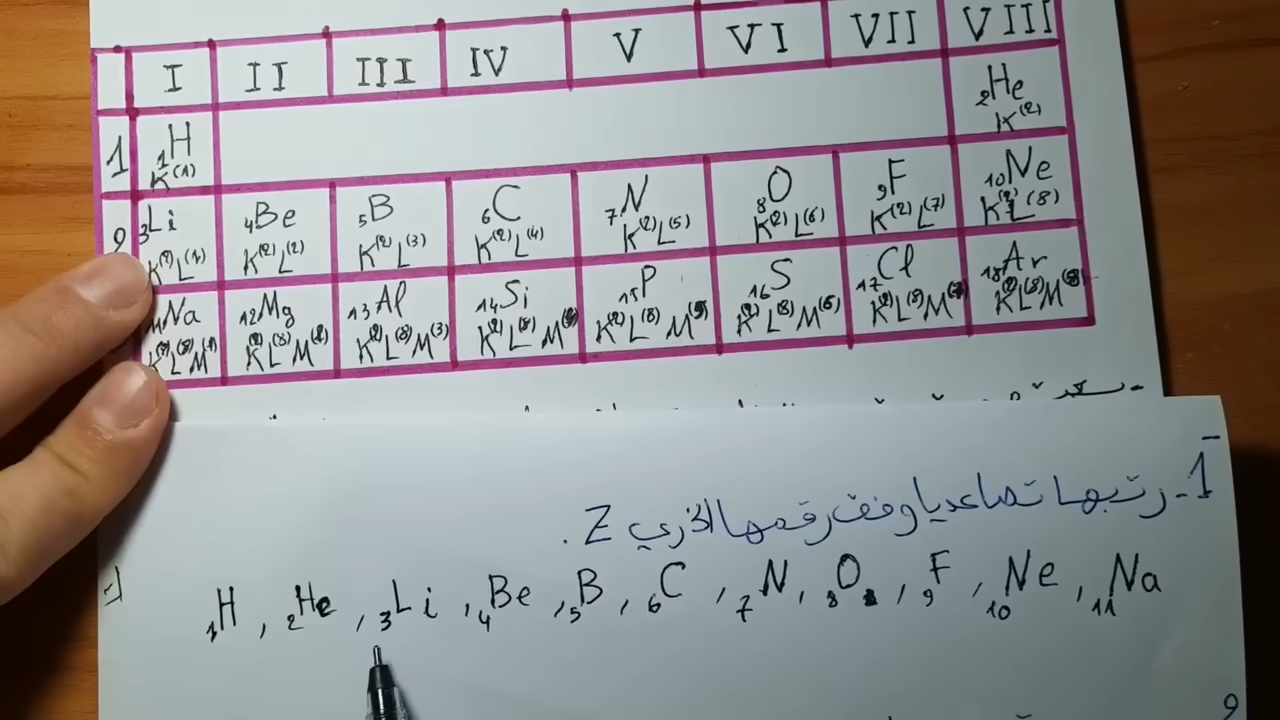 I II III IV V VI VII VIII
1 ₁H K⁽¹⁾ ₂He K⁽²⁾
₃Li ₄Be ₅B ₆C ₇N ₈O ₉F ₁₀Ne
L⁽¹⁾ K⁽²⁾L⁽²⁾ K⁽²⁾L⁽³⁾ K⁽²⁾L⁽⁴⁾ K⁽²⁾L⁽⁵⁾ K⁽²⁾L⁽⁶⁾ K⁽²⁾L⁽⁷⁾ K⁽²⁾L⁽⁸⁾
Na ₁₂Mg ₁₃Al ₁₄Si ₁₅P ₁₆S ₁₇Cl ₁₈Ar
K⁽²⁾L⁽⁸⁾M⁽¹⁾ K⁽²⁾L⁽⁸⁾M⁽²⁾ K⁽²⁾L⁽⁸⁾M⁽³⁾ K⁽²⁾L⁽⁸⁾ K⁽²⁾L⁽⁸⁾M⁽⁵⁾ K⁽²⁾L⁽⁸⁾M⁽⁶⁾ K⁽²⁾L⁽⁸⁾M⁽⁷⁾ K⁽²⁾L⁽⁸⁾M⁽⁸⁾
1- رتبها تصاعديا وفق رقمها الذري Z.
₁H , ₂He , ₃Li , ₄Be , ₅B , ₆C , ₇N , ₈O , ₉F , ₁₀Ne , ₁₁Na